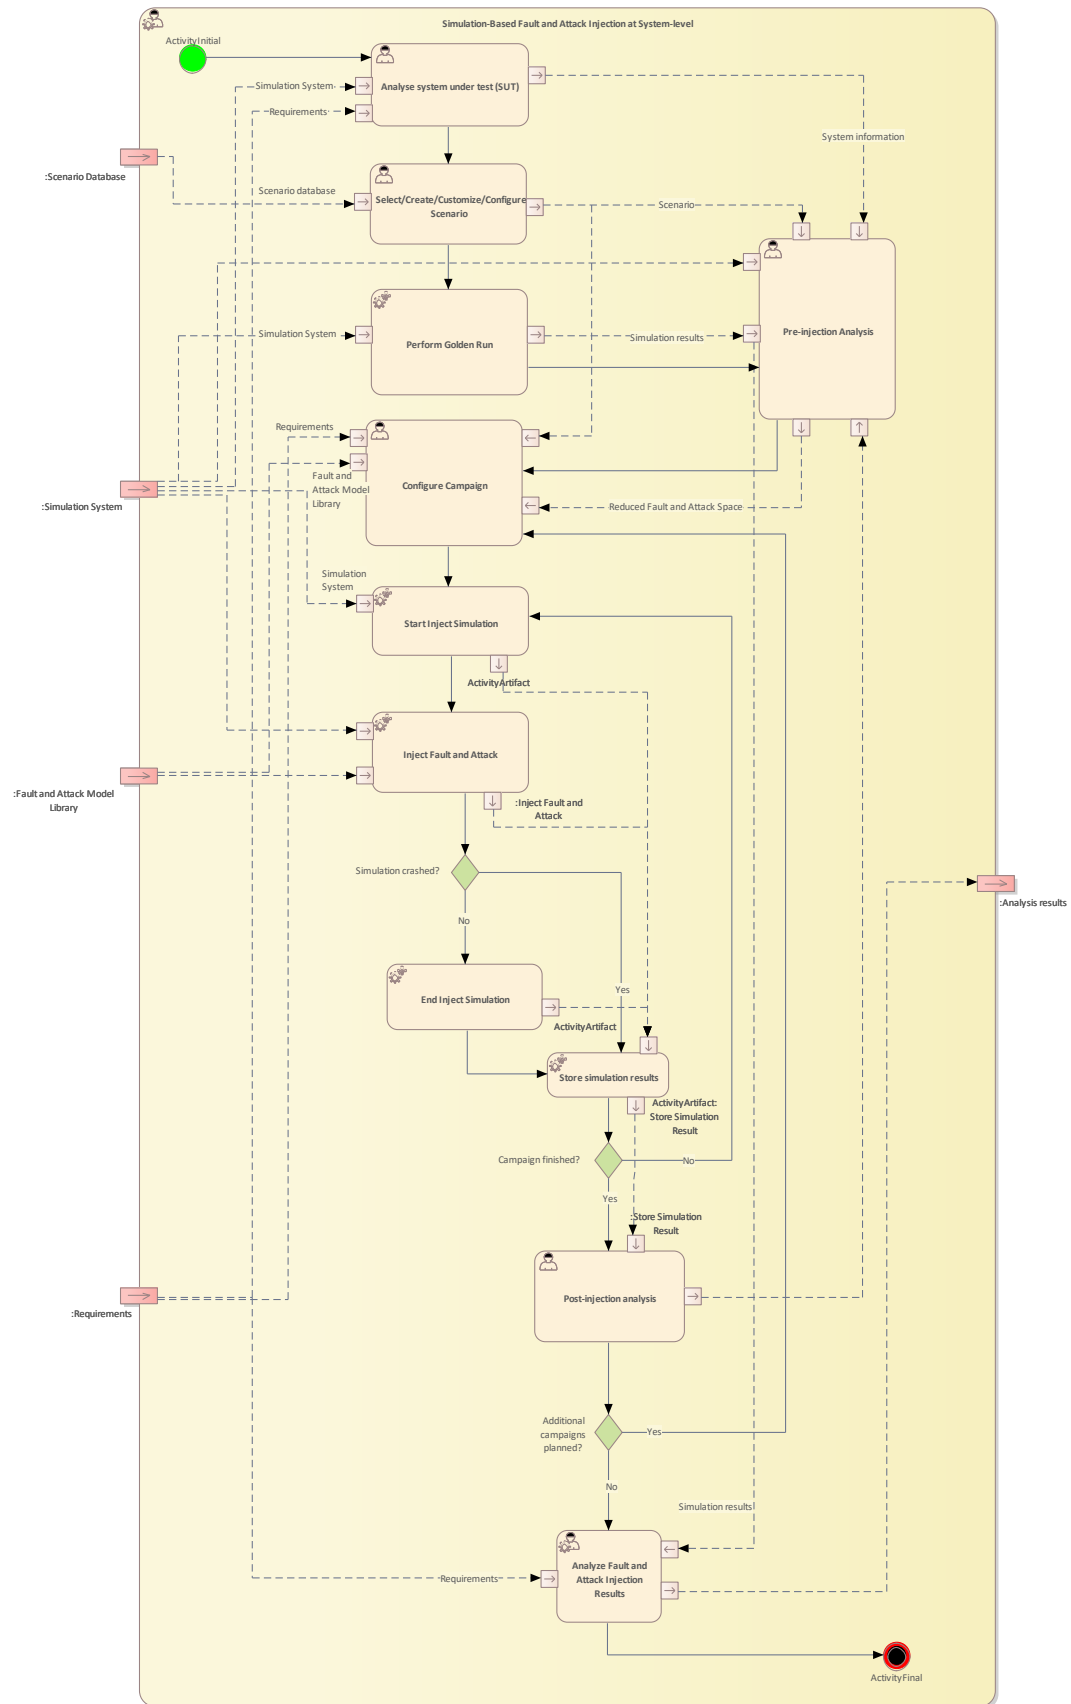 Simulation-Based Fault and Attack Injection at System-level
ActivityInitial
Analyse system under test (SUT)
Simulation System
Requirements
System information
:Scenario Database
Scenario database
Select/Create/Customize/Configure
Scenario
Scenario
Pre-injection Analysis
Simulation System
Perform Golden Run
Simulation results
Requirements
Fault and
Attack Model
Library
Configure Campaign
:Simulation System
Reduced Fault and Attack Space
Simulation
System
Start Inject Simulation
ActivityArtifact
Inject Fault and Attack
:Fault and Attack Model
Library
:Inject Fault and
Attack
Simulation crashed?
No
Yes
:Analysis results
End Inject Simulation
ActivityArtifact
Store simulation results
ActivityArtifact:
Store Simulation
Result
Campaign finished?
No
Yes
:Store Simulation
Result
Post-injection analysis
:Requirements
Additional
campaigns
planned?
Yes
No
Simulation results
Analyze Fault and
Attack Injection
Results
Requirements
ActivityFinal